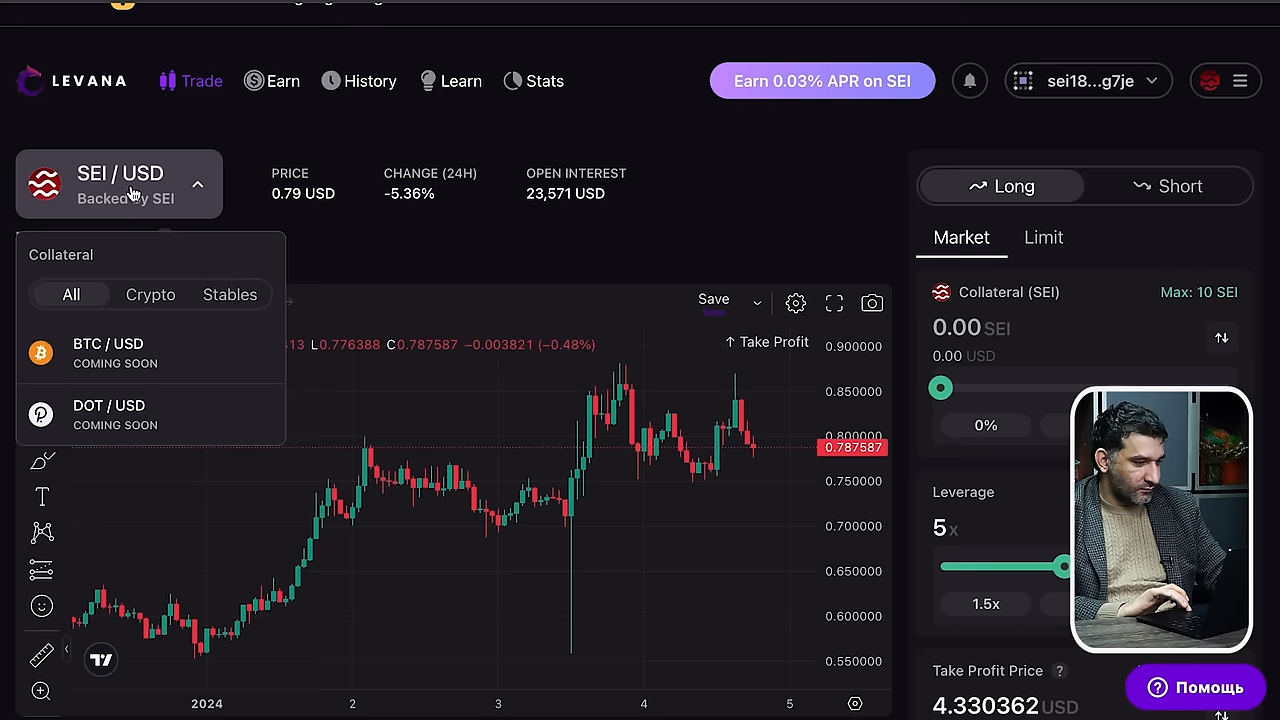 LEVANA
Trade
Earn
History
Learn
Stats
Earn 0.03% APR on SEI
sei18...g7je
SEI / USD
Backed by SEI
PRICE
0.79 USD
CHANGE (24H)
-5.36%
OPEN INTEREST
23,571 USD
Collateral
All
Crypto
Stables
BTC / USD
COMING SOON
DOT / USD
COMING SOON
Save
Save
313 L0.776388 C0.787587 −0.003821 (−0.48%)
↑ Take Profit
0.900000
0.850000
0.800000
0.787587
0.750000
0.700000
0.650000
0.600000
0.550000
2024
2
3
4
5
Long
Short
Market
Limit
Collateral (SEI)
Max: 10 SEI
0.00 SEI
0.00 USD
0%
Leverage
5x
1.5x
Take Profit Price ?
4.330362 USD
Помощь